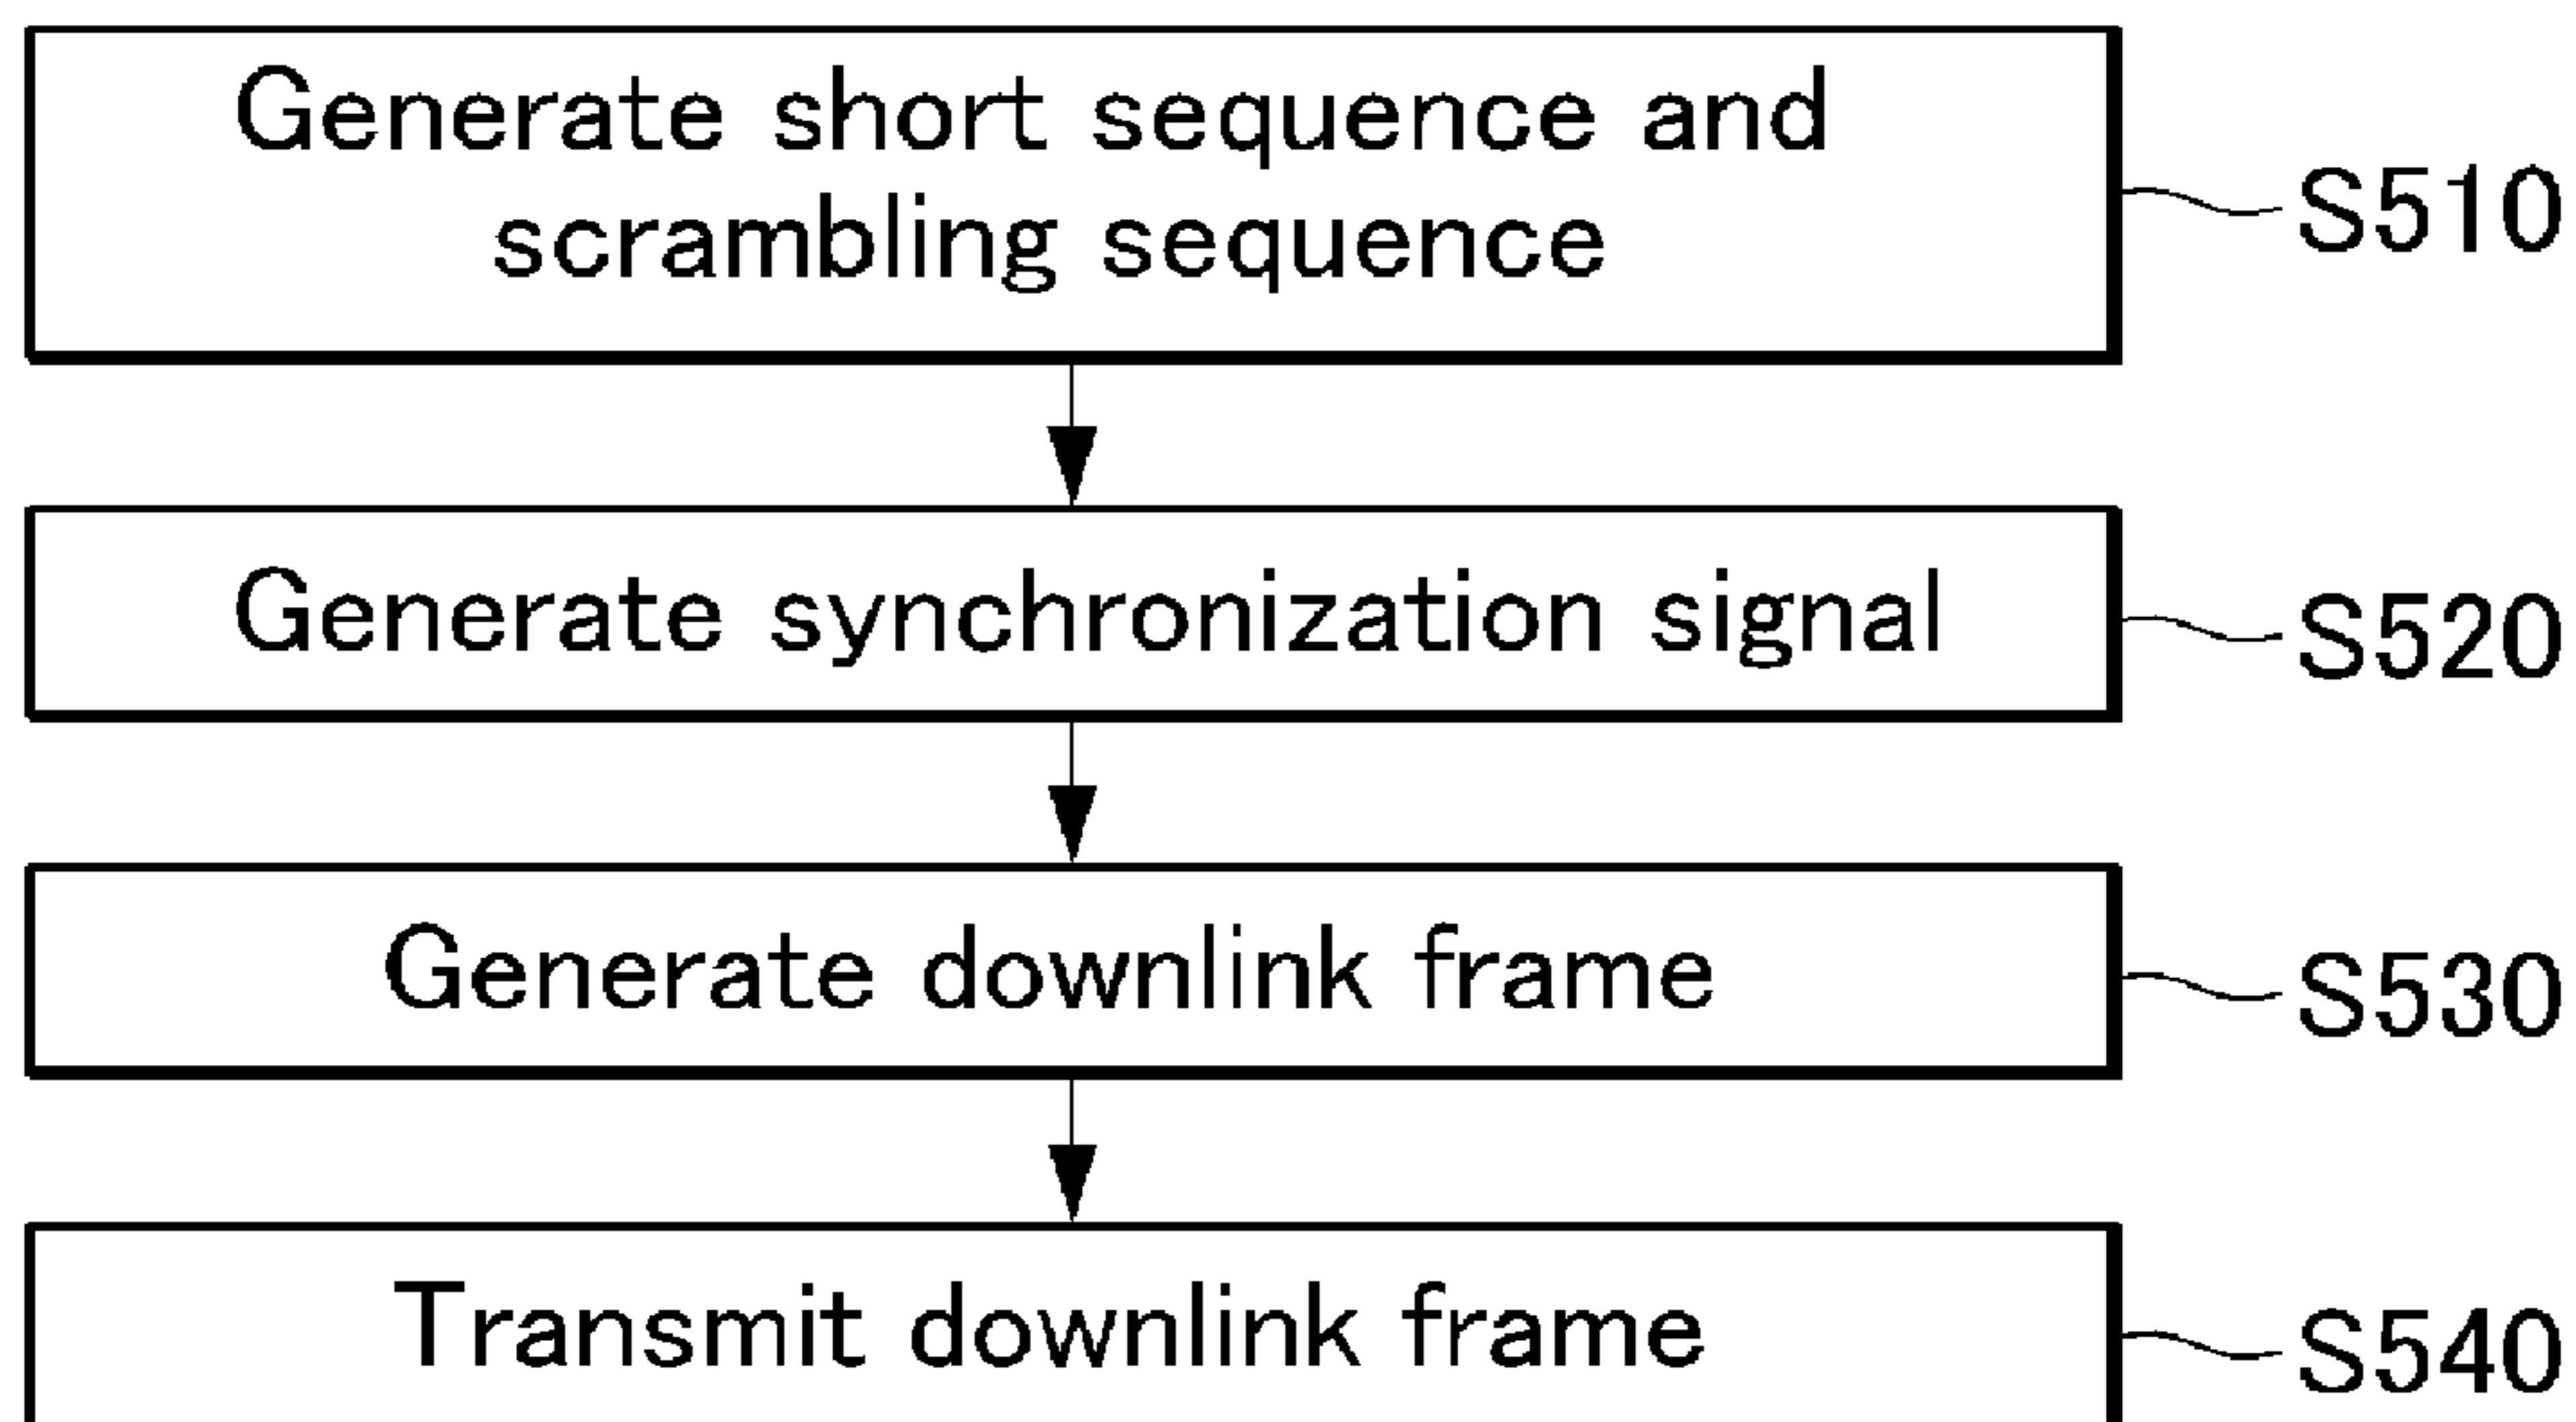 Generate short sequence and
scrambling sequence
S510
Generate synchronization signal
S520
Generate downlink frame
S530
Transmit downlink frame
S540